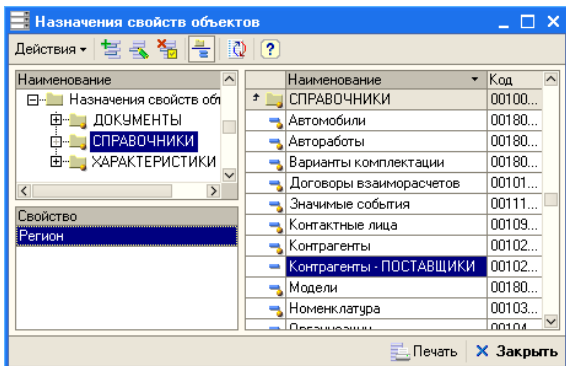 Назначения свойств объектов
Действия
Наименование
Назначения свойств об
ДОКУМЕНТЫ
СПРАВОЧНИКИ
ХАРАКТЕРИСТИКИ
Свойство
Регион
Наименование Код
СПРАВОЧНИКИ 00100...
Автомобили 00180...
Автоработы 00180...
Варианты комплектации 00180...
Договоры взаиморасчетов 00101...
Значимые события 00111...
Контактные лица 00109...
Контрагенты 00102...
Контрагенты - ПОСТАВЩИКИ 00102...
Модели 00180...
Номенклатура 00103...
Печать Закрыть